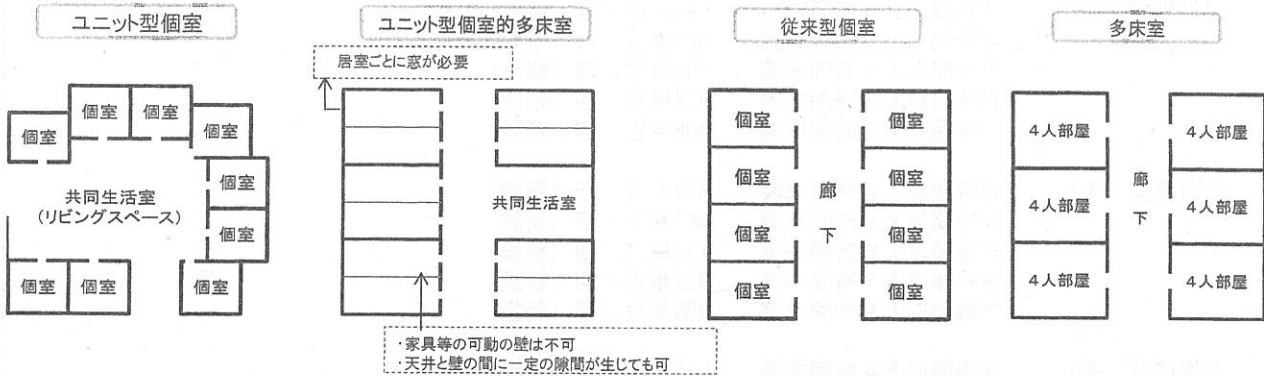 ユニット型個室
個室
個室
個室
個室
個室
個室
共同生活室
(リビングスペース)
個室
個室
個室
ユニット型個室的多床室
居室ごとに窓が必要
共同生活室
・家具等の可動の壁は不可
・天井と壁の間に一定の隙間が生じても可
従来型個室
個室
個室
個室
個室
廊
下
個室
個室
個室
個室
多床室
4人部屋
4人部屋
4人部屋
廊
下
4人部屋
4人部屋
4人部屋